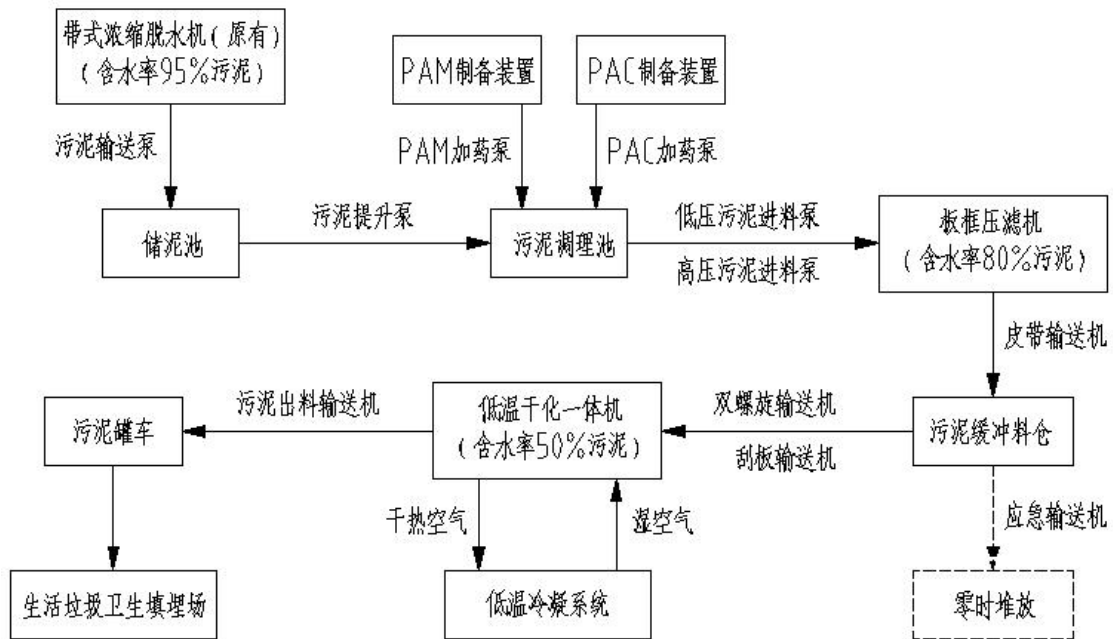 带式浓缩脱水机(原有)
(含水率95%污泥)
PAM制备装置
PAC制备装置
污泥输送泵
PAM加药泵
PAC加药泵
储泥池
污泥提升泵
污泥调理池
低压污泥进料泵
高压污泥进料泵
板框压滤机
(含水率80%污泥)
皮带输送机
污泥罐车
污泥出料输送机
低温干化一体机
(含水率50%污泥)
双螺旋输送机
刮板输送机
污泥缓冲料仓
干热空气
湿空气
应急输送机
生活垃圾卫生填埋场
低温冷凝系统
零时堆放